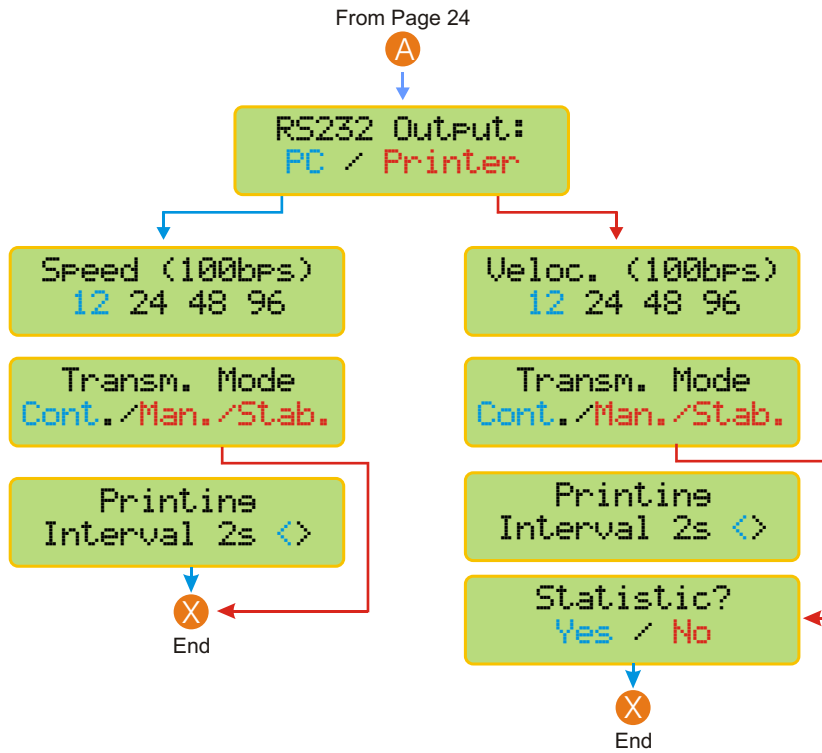 From Page 24
A
RS232 Output:
PC / Printer
Speed (100bps)
12 24 48 96
Transm. Mode
Cont./Man./Stab.
Printing
Interval 2s <>
X
End
Veloc. (100bps)
12 24 48 96
Transm. Mode
Cont./Man./Stab.
Printing
Interval 2s <>
Statistic?
Yes / No
X
End